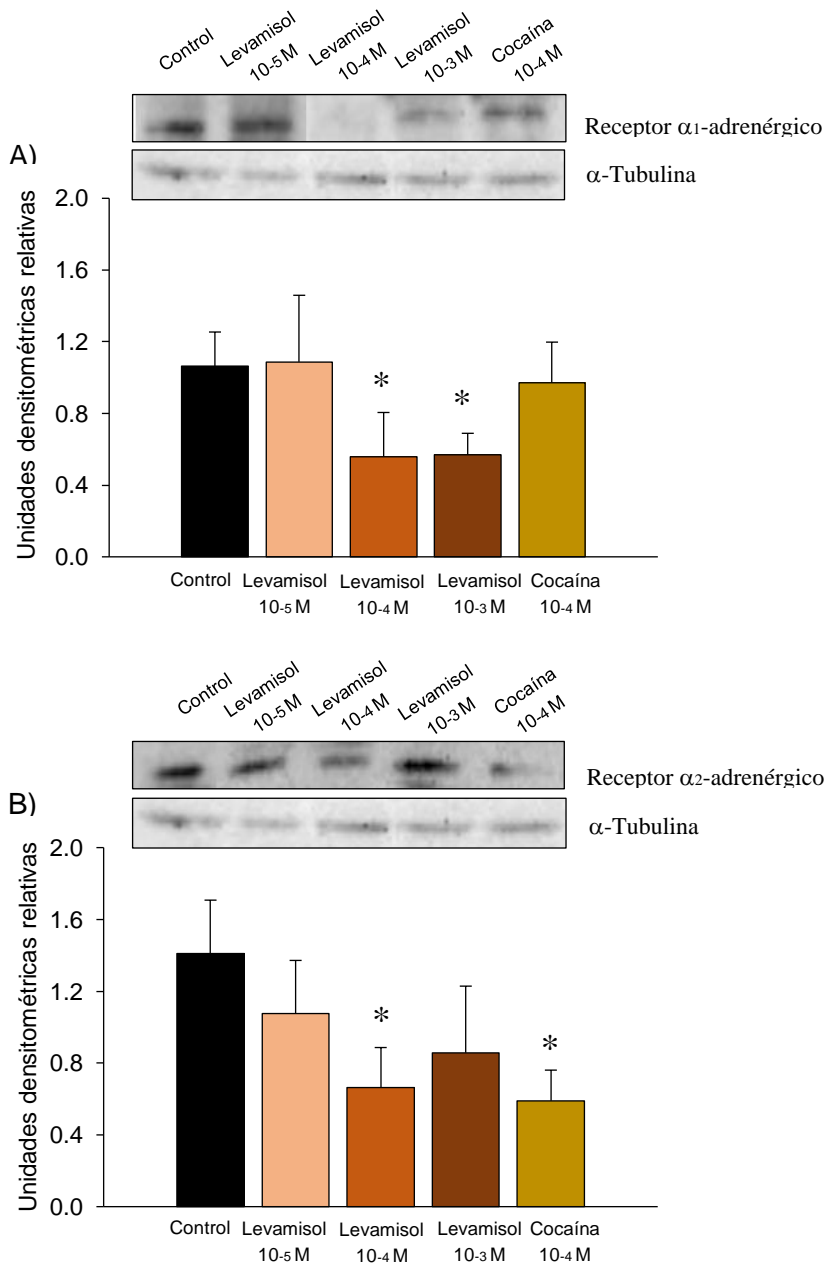 Control
Levamisol
10-5 M
Levamisol
10-4 M
Levamisol
10-3 M
Cocaína
10-4 M
Receptor α1-adrenérgico
A)
α-Tubulina
Unidades densitométricas relativas
2.0
1.6
1.2
0.8
0.4
0.0
*
*
Control
Levamisol
10-5 M
Levamisol
10-4 M
Levamisol
10-3 M
Cocaína
10-4 M
Control
Levamisol
10-5 M
Levamisol
10-4 M
Levamisol
10-3 M
Cocaína
10-4 M
Receptor α2-adrenérgico
B)
α-Tubulina
Unidades densitométricas relativas
2.0
1.6
1.2
0.8
0.4
0.0
*
*
Control
Levamisol
10-5 M
Levamisol
10-4 M
Levamisol
10-3 M
Cocaína
10-4 M